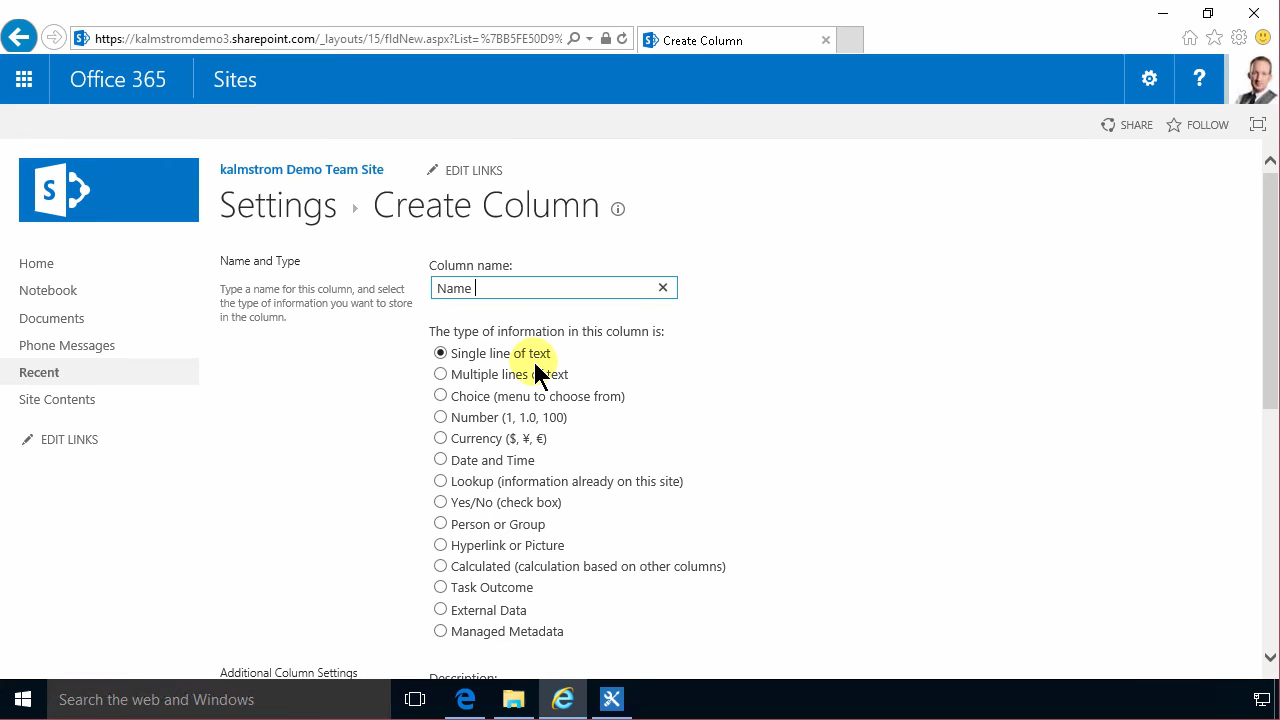 https://kalmstromdemo3.sharepoint.com/_layouts/15/fldNew.aspx?List=%7BB5FE50D9%
Create Column
Office 365
Sites
?
SHARE
FOLLOW
S
kalmstrom Demo Team Site
EDIT LINKS
Settings
Create Column
Home
Notebook
Documents
Phone Messages
Recent
Site Contents
EDIT LINKS
Name and Type
Type a name for this column, and select
the type of information you want to store
in the column.
Column name:
Name
The type of information in this column is:
Single line of text
Multiple lines of text
Choice (menu to choose from)
Number (1, 1.0, 100)
Currency ($, ¥, €)
Date and Time
Lookup (information already on this site)
Yes/No (check box)
Person or Group
Hyperlink or Picture
Calculated (calculation based on other columns)
Task Outcome
External Data
Managed Metadata
Additional Column Settings
Description:
Search the web and Windows